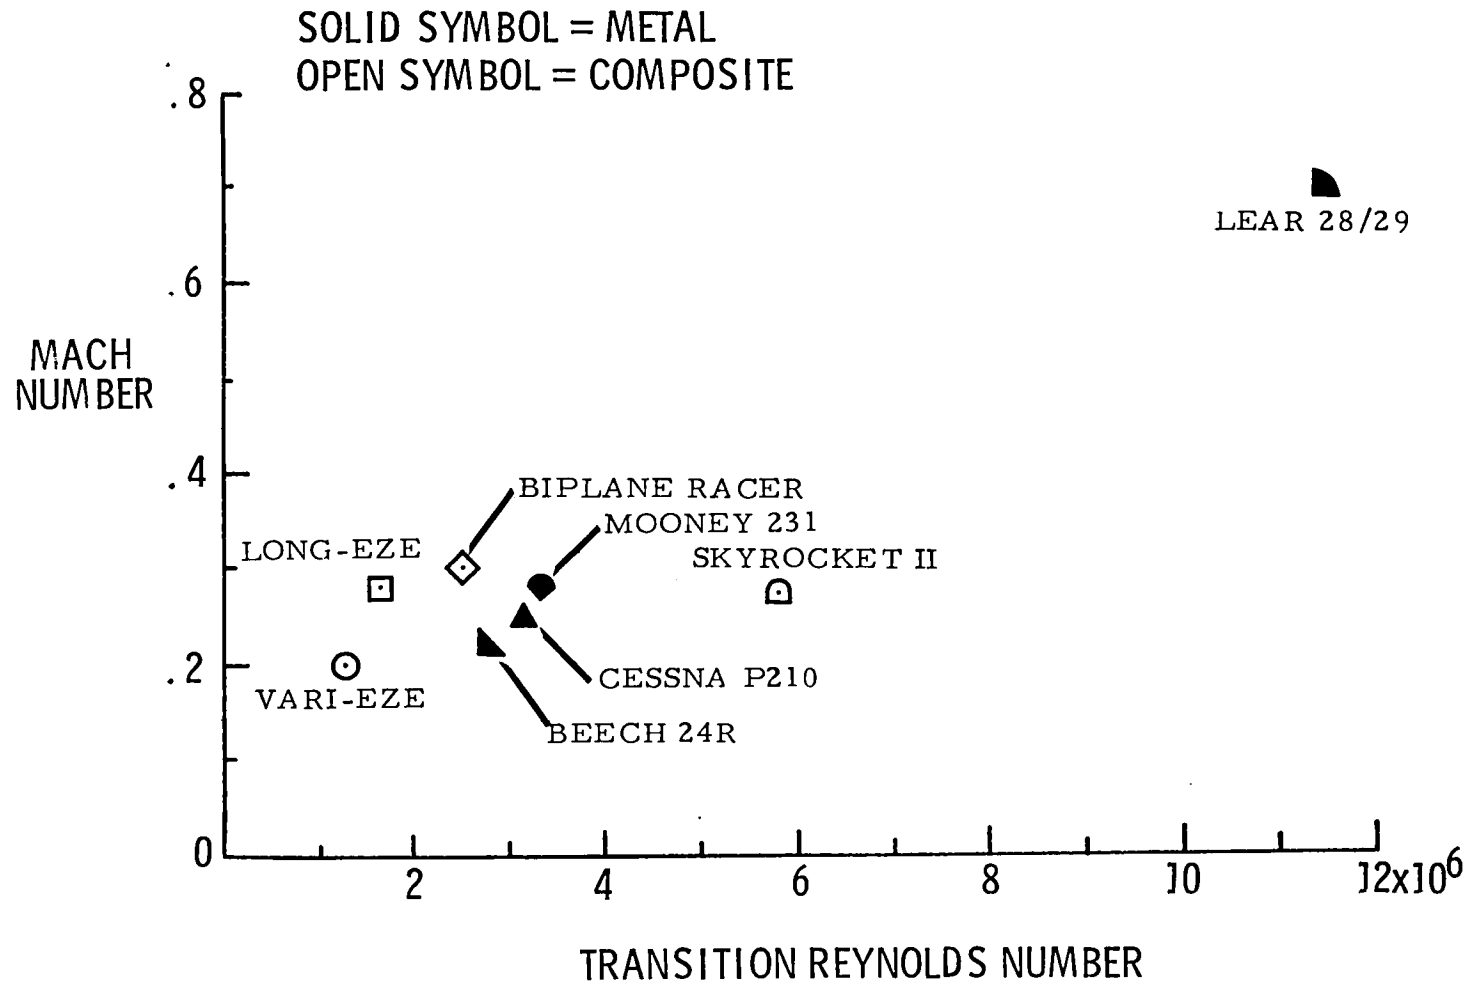 SOLID SYMBOL = METAL
OPEN SYMBOL = COMPOSITE
.8
.6
.4
.2
0
MACH
NUMBER
LEAR 28/29
BIPLANE RACER
MOONEY 231
LONG-EZE
SKYROCKET II
VARI-EZE
CESSNA P210
BEECH 24R
2 4 6 8 10 12x10⁶
TRANSITION REYNOLDS NUMBER